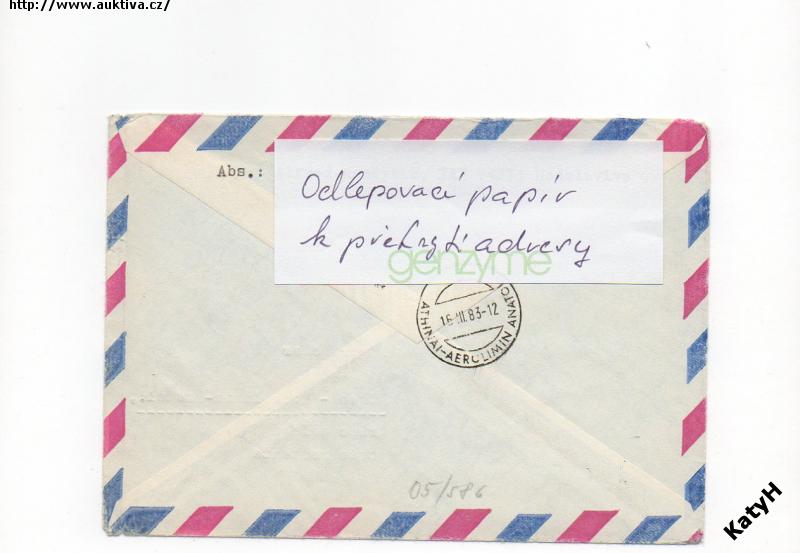 http://www.auktiva.cz/
Abs.:
Odlepovací papír
k překrytí adresy
genzyme
16.III.83-12
ATHINAI-AEROLIMIN ANATO
05/586
KatyH